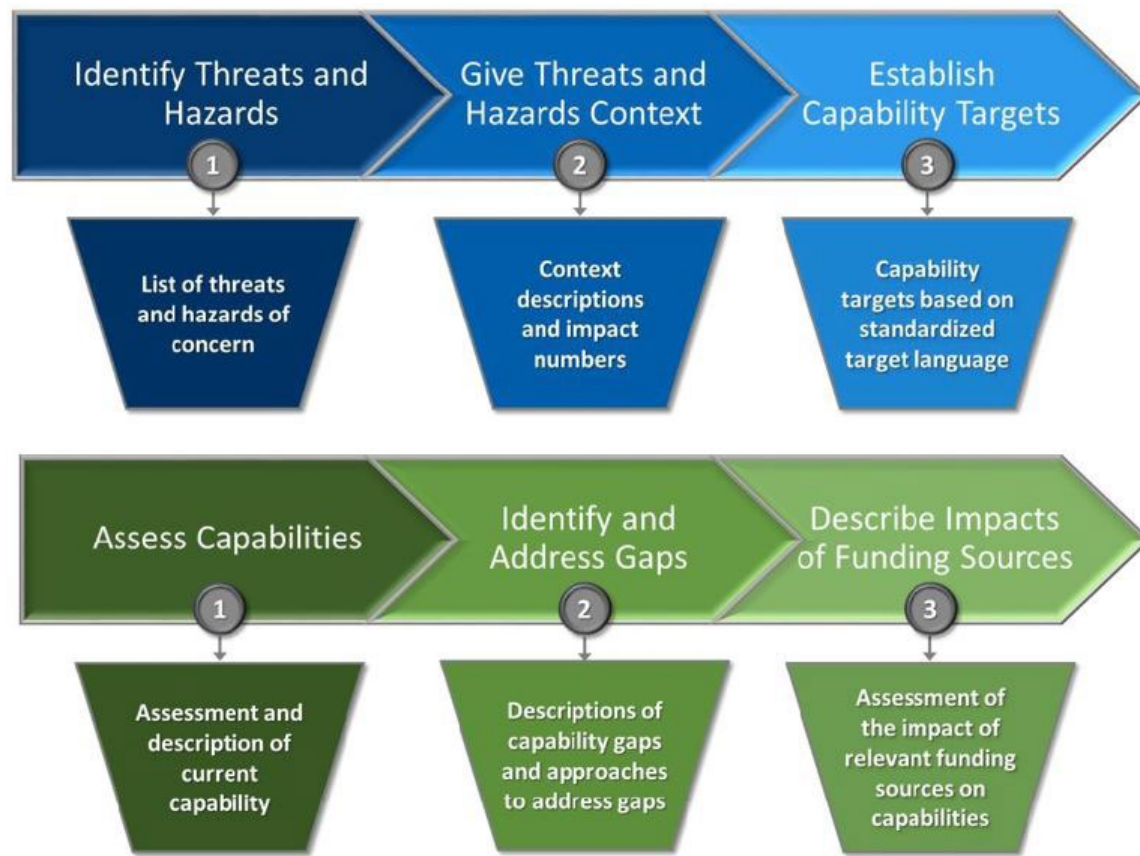 Identify Threats and
Hazards
1
Give Threats and
Hazards Context
2
Establish
Capability Targets
3
List of threats
and hazards of
concern
Context
descriptions
and impact
numbers
Capability
targets based on
standardized
target language
Assess Capabilities
1
Identify and
Address Gaps
2
Describe Impacts
of Funding Sources
3
Assessment and
description of
current
capability
Descriptions of
capability gaps
and approaches
to address gaps
Assessment of
the impact of
relevant funding
sources on
capabilities